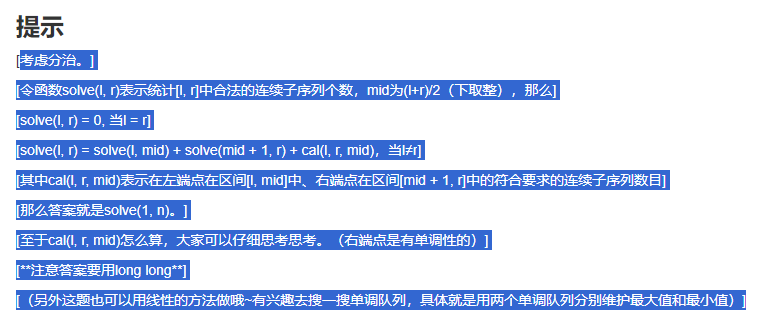 提示
[考虑分治。]
[令函数solve(l, r)表示统计[l, r]中合法的连续子序列个数，mid为(l+r)/2（下取整），那么]
[solve(l, r) = 0, 当l = r]
[solve(l, r) = solve(l, mid) + solve(mid + 1, r) + cal(l, r, mid)，当l≠r]
[其中cal(l, r, mid)表示在左端点在区间[l, mid]中、右端点在区间[mid + 1, r]中的符合要求的连续子序列数目]
[那么答案就是solve(1, n)。]
[至于cal(l, r, mid)怎么算，大家可以仔细思考思考。（右端点是有单调性的）]
[**注意答案要用long long**]
[（另外这题也可以用线性的方法做哦~有兴趣去搜一搜单调队列，具体就是用两个单调队列分别维护最大值和最小值）]